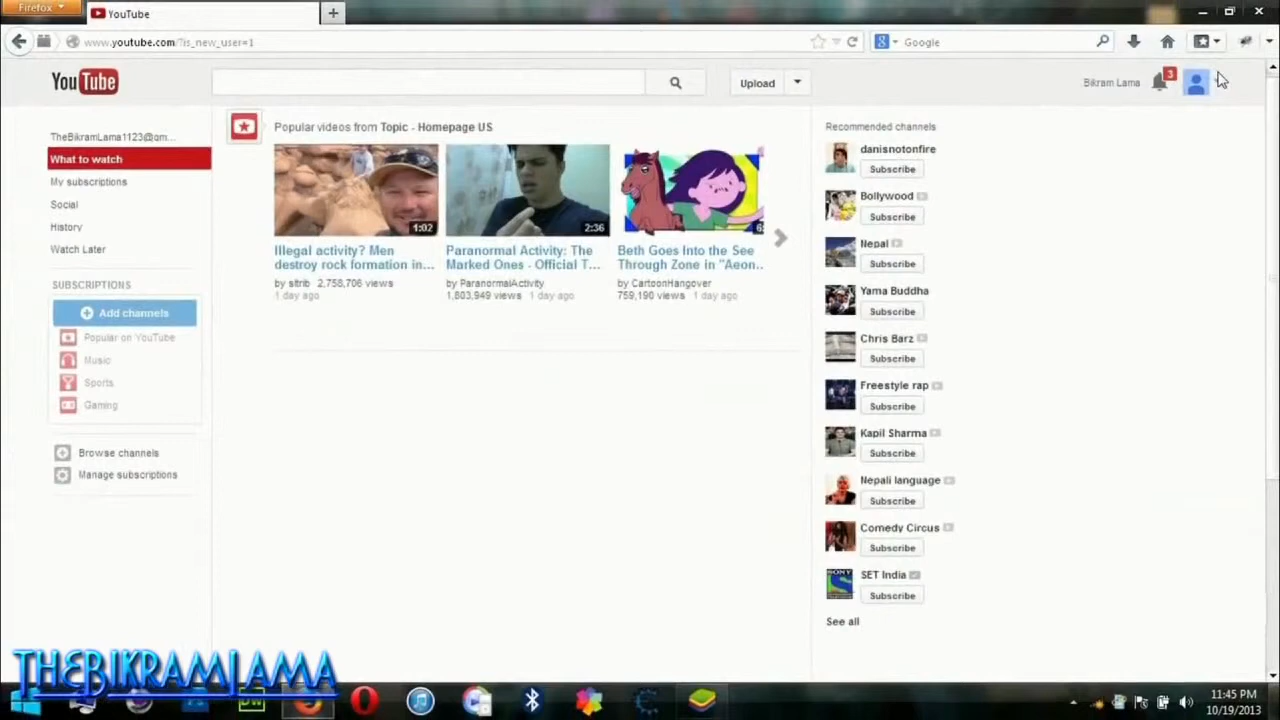 Firefox
YouTube
www.youtube.com/?is_new_user=1
Google
YouTube
Upload
Bikram Lama
3
TheBikramLama1123@gm...
What to watch
My subscriptions
Social
History
Watch Later
SUBSCRIPTIONS
Add channels
Popular on YouTube
Music
Sports
Gaming
Browse channels
Manage subscriptions
Popular videos from Topic - Homepage US
1:02
Illegal activity? Men
destroy rock formation in...
by sltrib 2,758,706 views
1 day ago
2:36
Paranormal Activity: The
Marked Ones - Official T...
by ParanormalActivity
1,803,949 views 1 day ago
Beth Goes Into the See
Through Zone in "Aeon..
by CartoonHangover
759,190 views 1 day ago
Recommended channels
danisnotonfire
Subscribe
Bollywood
Subscribe
Nepal
Subscribe
Yama Buddha
Subscribe
Chris Barz
Subscribe
Freestyle rap
Subscribe
Kapil Sharma
Subscribe
Nepali language
Subscribe
Comedy Circus
Subscribe
SONY
SET India
Subscribe
See all
THEBIKRAMLAMA
DW
11:45 PM
10/19/2013